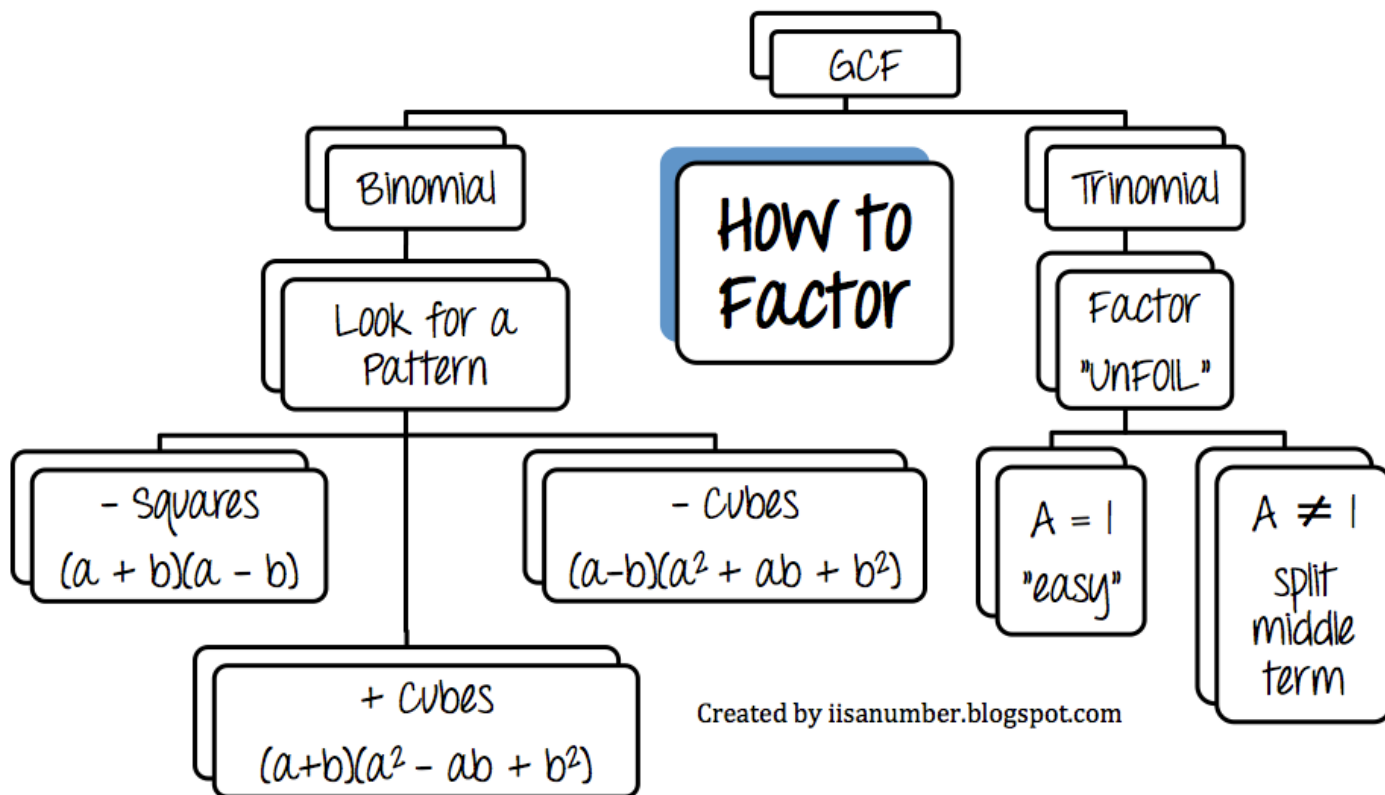 GCF
Binomial
How to
Factor
Trinomial
Look for a
Pattern
Factor
"UnFOIL"
- Squares
(a + b)(a - b)
- Cubes
(a-b)(a² + ab + b²)
A = 1
"easy"
A ≠ 1
split
middle
term
+ Cubes
(a+b)(a² - ab + b²)
Created by iisanumber.blogspot.com